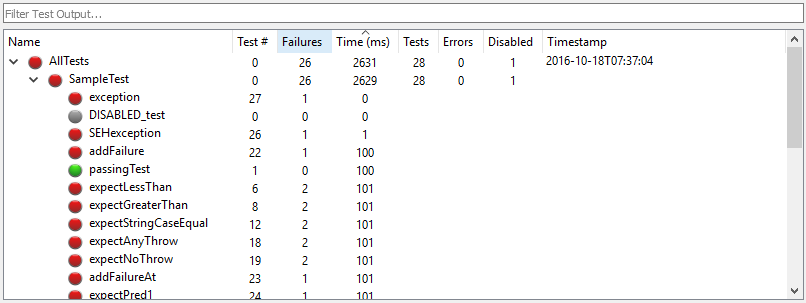 Filter Test Output...
Name Test # Failures Time (ms) Tests Errors Disabled Timestamp
AllTests 0 26 2631 28 0 1 2016-10-18T07:37:04
SampleTest 0 26 2629 28 0 1
exception 27 1 0
DISABLED_test 0 0 0
SEHexception 26 1 1
addFailure 22 1 100
passingTest 1 0 100
expectLessThan 6 2 101
expectGreaterThan 8 2 101
expectStringCaseEqual 12 2 101
expectAnyThrow 18 2 101
expectNoThrow 19 2 101
addFailureAt 23 1 101
expectPred1 24 1 101